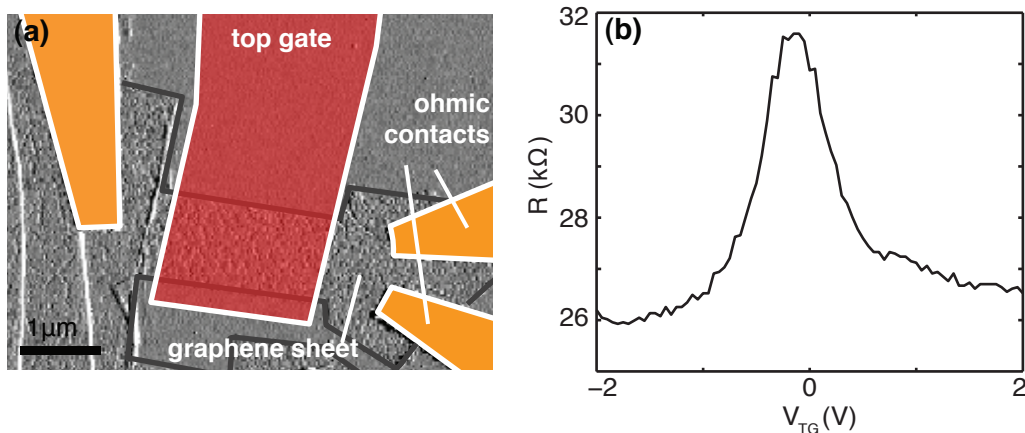 (a)
top gate
ohmic
contacts
graphene sheet
1μm
(b)
R (kΩ)
32
30
28
26
−2
0
2
V_TG (V)